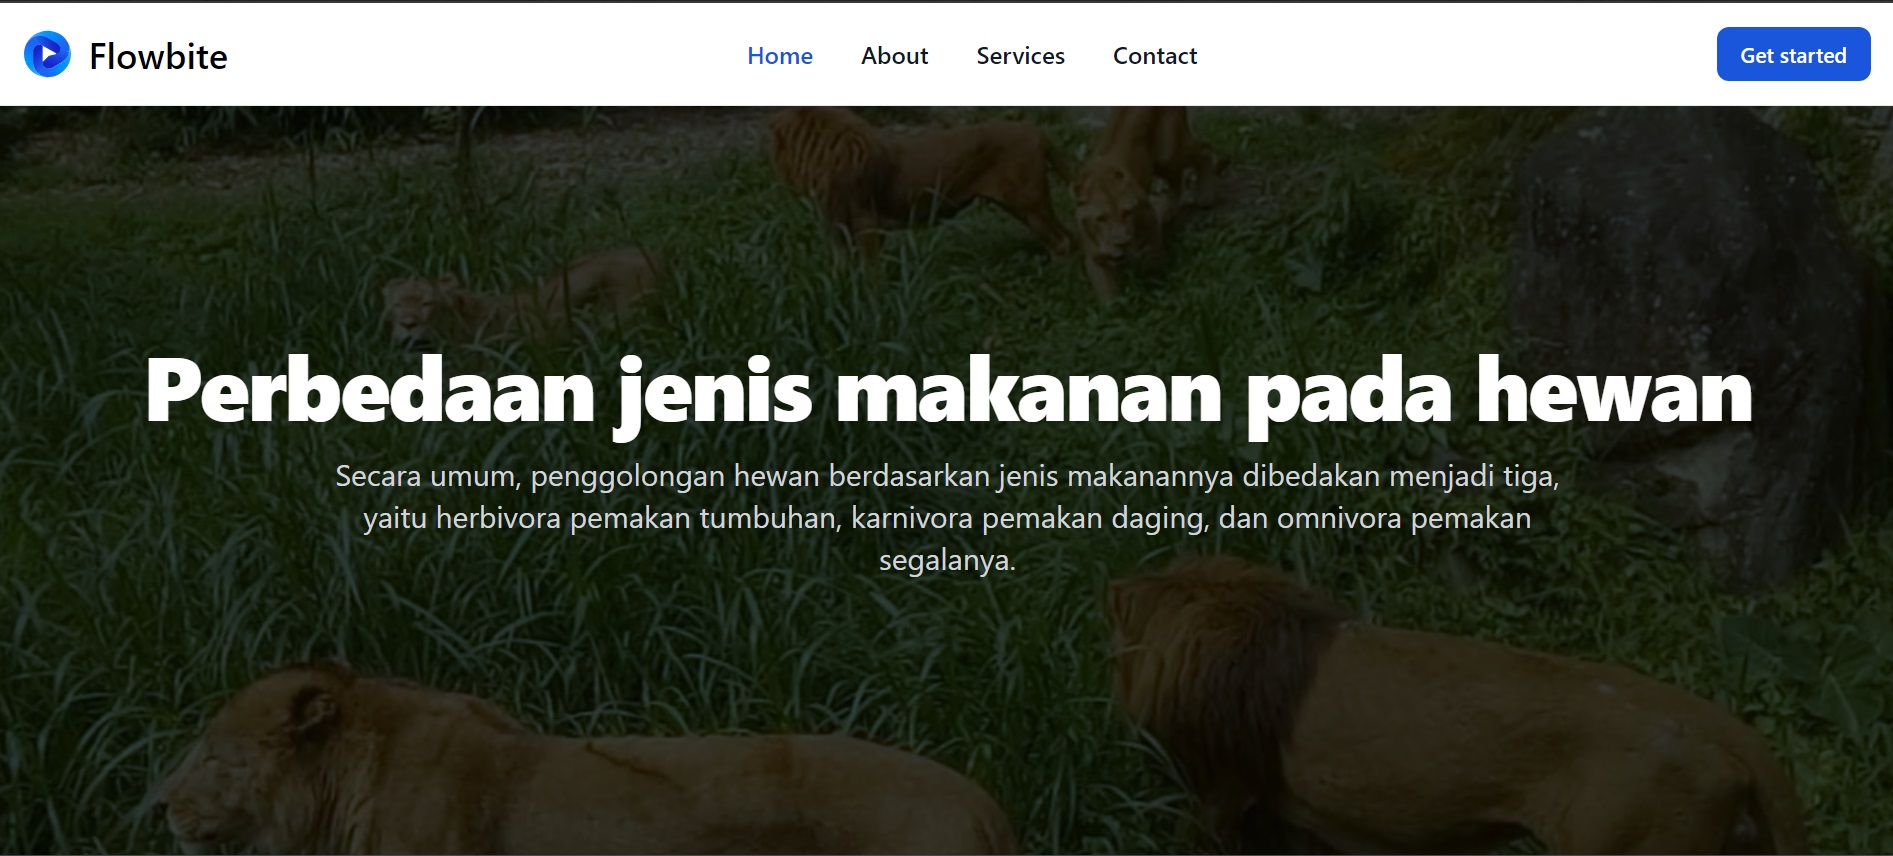 Flowbite
Home About Services Contact
Get started
Perbedaan jenis makanan pada hewan
Secara umum, penggolongan hewan berdasarkan jenis makanannya dibedakan menjadi tiga,
yaitu herbivora pemakan tumbuhan, karnivora pemakan daging, dan omnivora pemakan
segalanya.